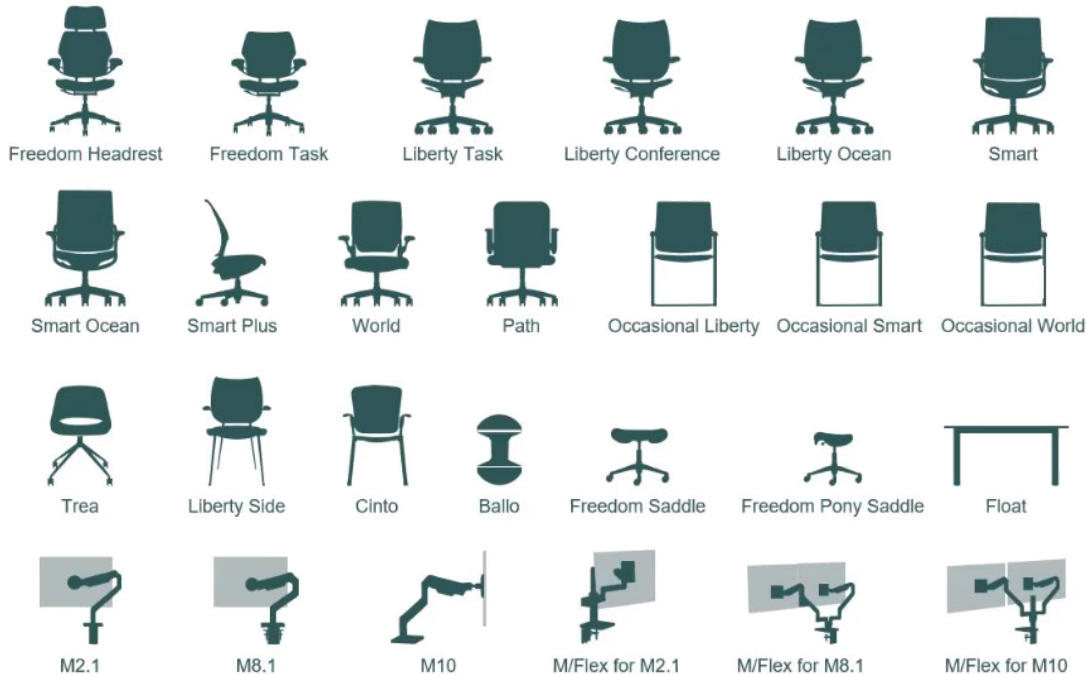 Freedom Headrest
Freedom Task
Liberty Task
Liberty Conference
Liberty Ocean
Smart
Smart Ocean
Smart Plus
World
Path
Occasional Liberty
Occasional Smart
Occasional World
Trea
Liberty Side
Cinto
Ballo
Freedom Saddle
Freedom Pony Saddle
Float
M2.1
M8.1
M10
M/Flex for M2.1
M/Flex for M8.1
M/Flex for M10